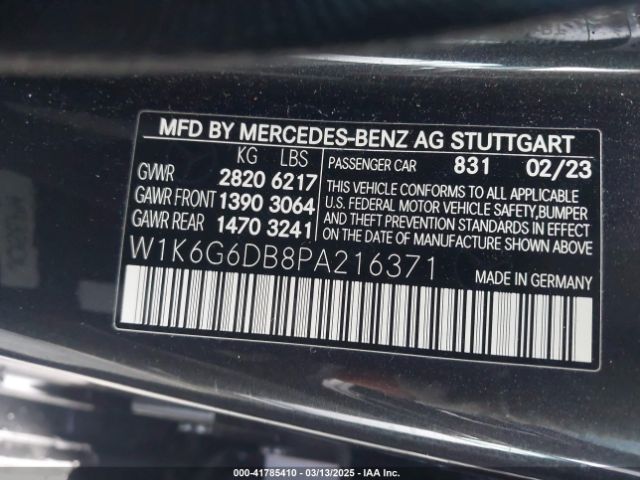 MFD BY MERCEDES-BENZ AG STUTTGART
KG LBS
GVWR 2820 6217
GAWR FRONT 1390 3064
GAWR REAR 1470 3241
PASSENGER CAR 831 02/23
THIS VEHICLE CONFORMS TO ALL APPLICABLE
U.S. FEDERAL MOTOR VEHICLE SAFETY,BUMPER
AND THEFT PREVENTION STANDARDS IN
EFFECT ON THE DATE OF MANUFACTURE
W1K6G6DB8PA216371
MADE IN GERMANY
000-41785410 • 03/13/2025 • IAA Inc.